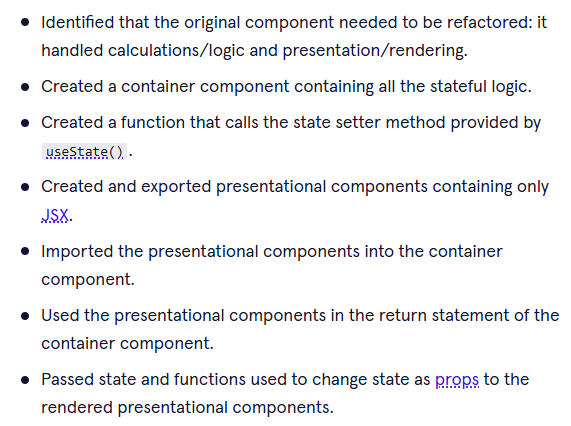 Identified that the original component needed to be refactored: it
handled calculations/logic and presentation/rendering.
Created a container component containing all the stateful logic.
Created a function that calls the state setter method provided by
useState() .
Created and exported presentational components containing only
JSX.
Imported the presentational components into the container
component.
Used the presentational components in the return statement of the
container component.
Passed state and functions used to change state as props to the
rendered presentational components.